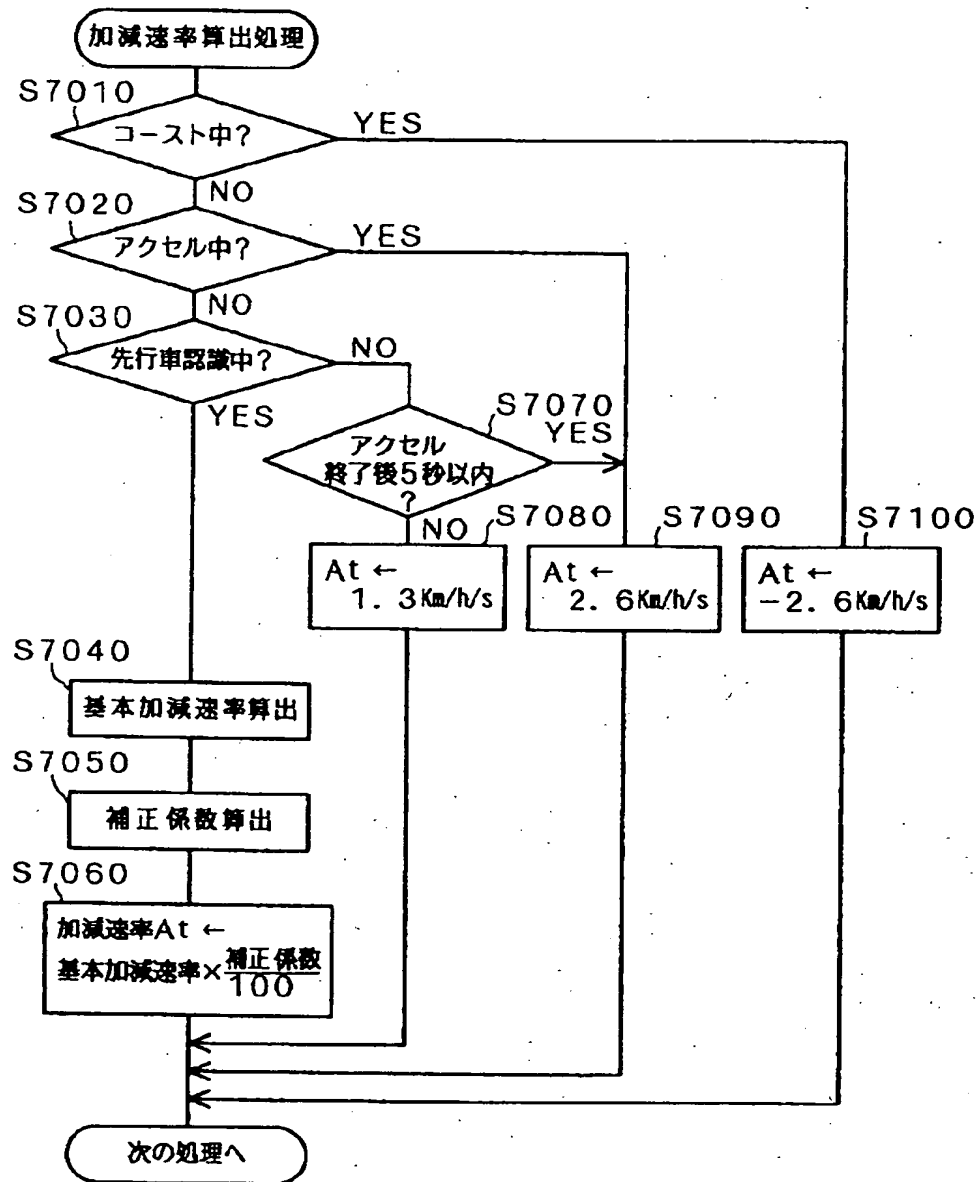 加減速率算出処理
S7010
コースト中?
YES
NO
S7020
アクセル中?
YES
NO
S7030
先行車認識中?
NO
YES
S7070
アクセル
終了後5秒以内
?
YES
NO
S7080
At ←
1.3Km/h/s
S7090
At ←
2.6Km/h/s
S7100
At ←
-2.6Km/h/s
S7040
基本加減速率算出
S7050
補正係数算出
S7060
加減速率At ←
基本加減速率×補正係数
100
次の処理へ